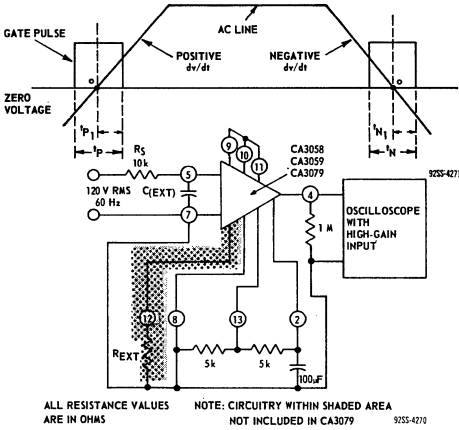 GATE PULSE
AC LINE
POSITIVE
dv/dt
NEGATIVE
dv/dt
ZERO
VOLTAGE
tP1
tP
tN1
tN
92SS-427
RS
10k
120 V RMS
60 Hz
C(EXT)
5
7
9
10
11
CA3058
CA3059
CA3079
4
1 M
OSCILLOSCOPE
WITH
HIGH-GAIN
INPUT
12
8
13
2
REXT
5k
5k
100µF
ALL RESISTANCE VALUES
ARE IN OHMS
NOTE: CIRCUITRY WITHIN SHADED AREA
NOT INCLUDED IN CA3079
92SS-4270